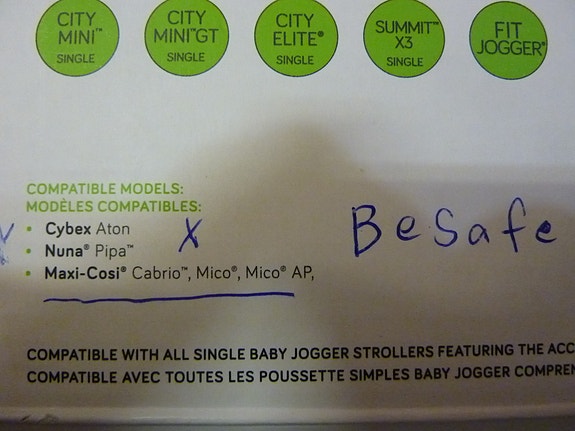 CITY MINI™ SINGLE
CITY MINI™GT SINGLE
CITY ELITE® SINGLE
SUMMIT™ X3 SINGLE
FIT JOGGER®
COMPATIBLE MODELS:
MODÈLES COMPATIBLES:
• Cybex Aton X
• Nuna® Pipa™
• Maxi-Cosi® Cabrio™, Mico®, Mico® AP,
BeSafe
COMPATIBLE WITH ALL SINGLE BABY JOGGER STROLLERS FEATURING THE ACC
COMPATIBLE AVEC TOUTES LES POUSSETTE SIMPLES BABY JOGGER COMPREN